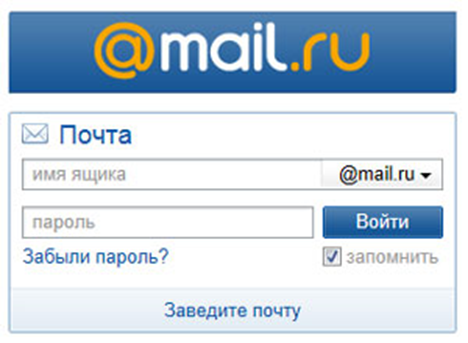 @mail.ru
Почта
имя ящика @mail.ru
пароль Войти
Забыли пароль? запомнить
Заведите почту